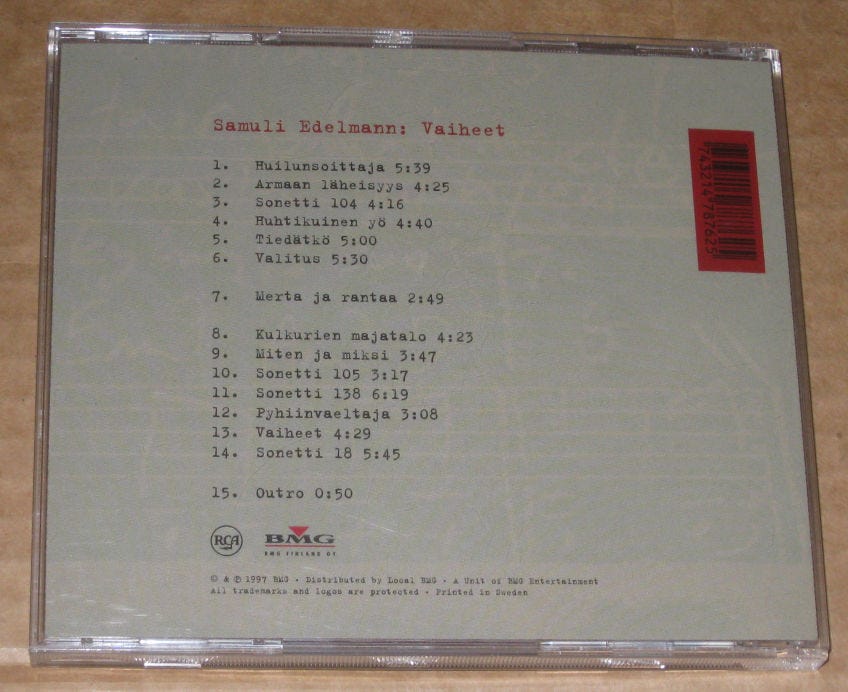 Samuli Edelmann: Vaiheet
1. Huilunsoittaja 5:39
2. Armaan läheisyys 4:25
3. Sonetti 104 4:16
4. Huhtikuinen yö 4:40
5. Tiedätkö 5:00
6. Valitus 5:30
7. Merta ja rantaa 2:49
8. Kulkurien majatalo 4:23
9. Miten ja miksi 3:47
10. Sonetti 105 3:17
11. Sonetti 138 6:19
12. Pyhiinvaeltaja 3:08
13. Vaiheet 4:29
14. Sonetti 18 5:45
15. Outro 0:50
RCA BMG
BMG FINLAND OY
© & ℗ 1997 BMG · Distributed by Local BMG · A Unit of BMG Entertainment
All trademarks and logos are protected · Printed in Sweden
743214787625